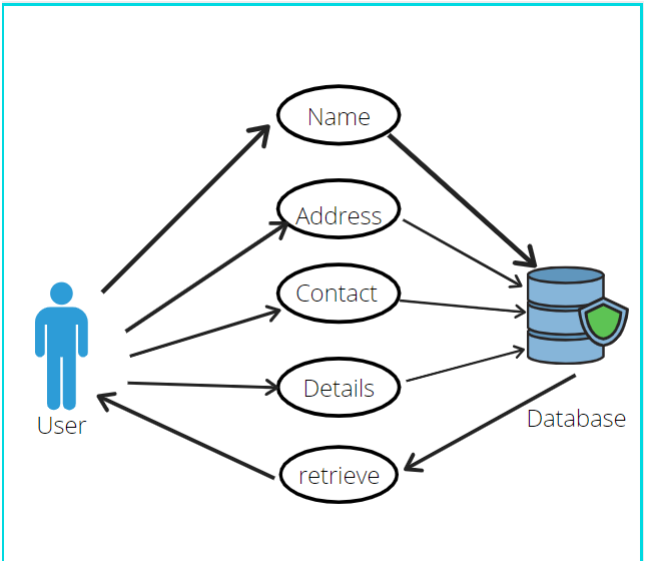 Name
Address
Contact
Details
User
Database
retrieve